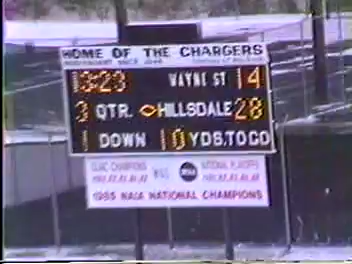 HOME OF THE CHARGERS
13:23 WAYNE ST 14
3 QTR. HILLSDALE 28
1 DOWN 10 YDS.TO GO
GLIAC CHAMPIONS NATIONAL PLAYOFFS
1985 NAIA NATIONAL CHAMPIONS